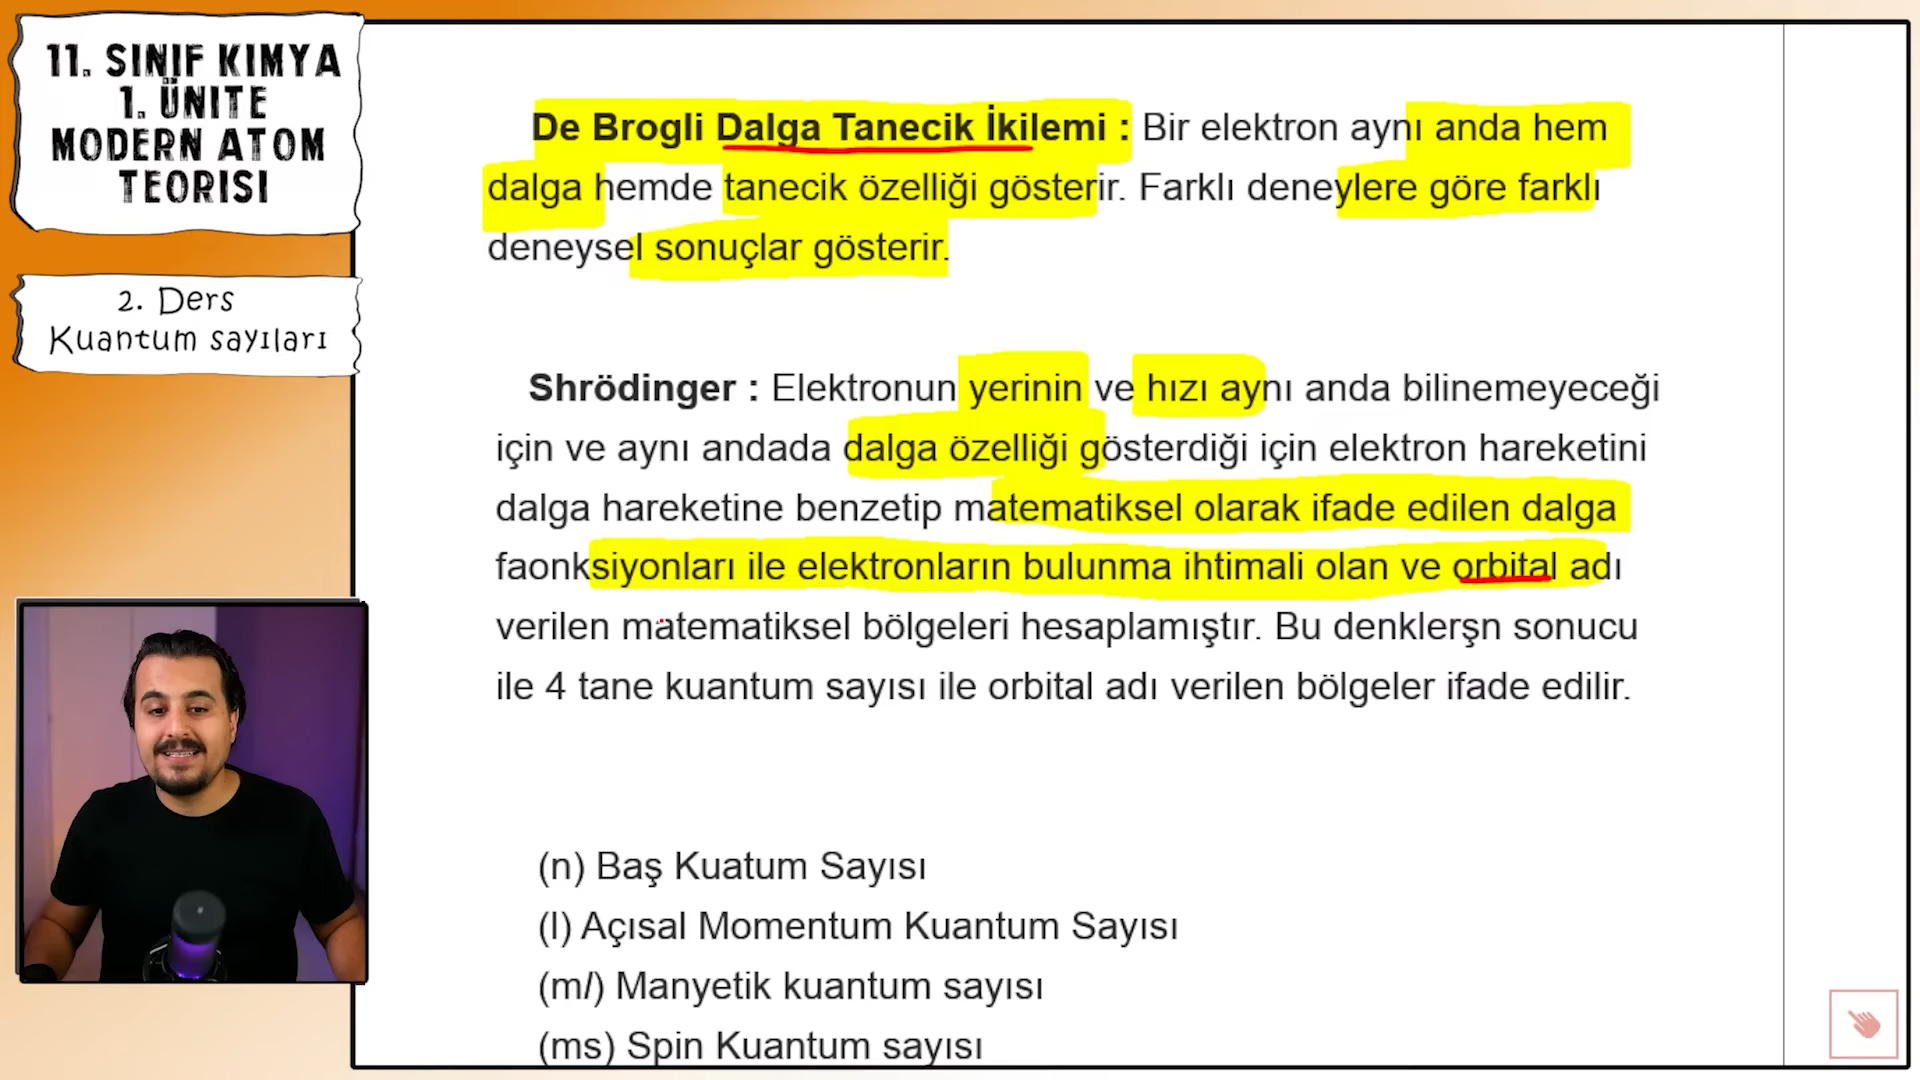 11. SINIF KIMYA
1. ÜNITE
MODERN ATOM
TEORISI
2. Ders
Kuantum sayıları
De Brogli Dalga Tanecik İkilemi : Bir elektron aynı anda hem
dalga hemde tanecik özelliği gösterir. Farklı deneylere göre farklı
deneysel sonuçlar gösterir.
Shrödinger : Elektronun yerinin ve hızı aynı anda bilinemeyeceği
için ve aynı andada dalga özelliği gösterdiği için elektron hareketini
dalga hareketine benzetip matematiksel olarak ifade edilen dalga
faonksiyonları ile elektronların bulunma ihtimali olan ve orbital adı
verilen matematiksel bölgeleri hesaplamıştır. Bu denklerşn sonucu
ile 4 tane kuantum sayısı ile orbital adı verilen bölgeler ifade edilir.
(n) Baş Kuatum Sayısı
(l) Açısal Momentum Kuantum Sayısı
(ml) Manyetik kuantum sayısı
(ms) Spin Kuantum sayısı